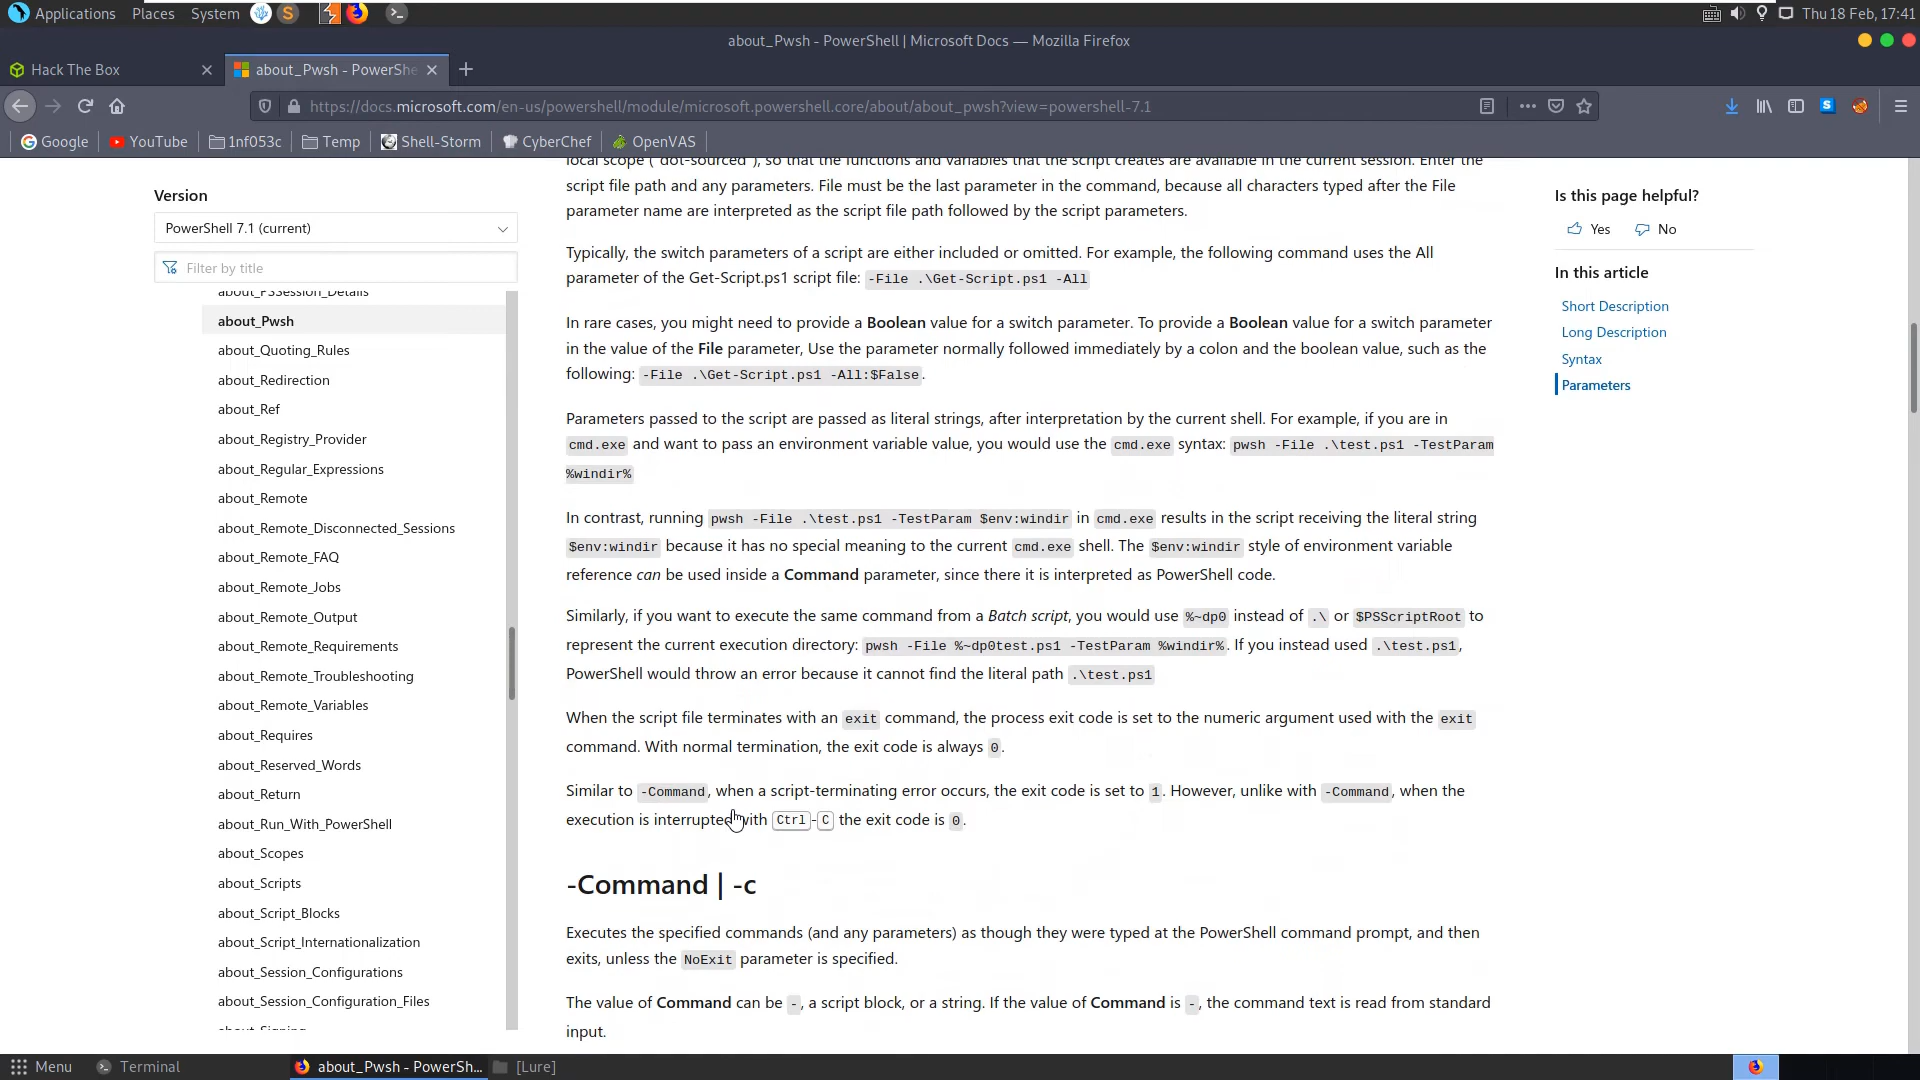 Applications Places System
Thu 18 Feb, 17:41
about_Pwsh - PowerShell | Microsoft Docs — Mozilla Firefox
Hack The Box
about_Pwsh - PowerShe
https://docs.microsoft.com/en-us/powershell/module/microsoft.powershell.core/about/about_pwsh?view=powershell-7.1
Google YouTube 1nf053c Temp Shell-Storm CyberChef OpenVAS
Version
PowerShell 7.1 (current)
Filter by title
about_PSSession_Details
about_Pwsh
about_Quoting_Rules
about_Redirection
about_Ref
about_Registry_Provider
about_Regular_Expressions
about_Remote
about_Remote_Disconnected_Sessions
about_Remote_FAQ
about_Remote_Jobs
about_Remote_Output
about_Remote_Requirements
about_Remote_Troubleshooting
about_Remote_Variables
about_Requires
about_Reserved_Words
about_Return
about_Run_With_PowerShell
about_Scopes
about_Scripts
about_Script_Blocks
about_Script_Internationalization
about_Session_Configurations
about_Session_Configuration_Files
local scope ("dot-sourced"), so that the functions and variables that the script creates are available in the current session. Enter the
script file path and any parameters. File must be the last parameter in the command, because all characters typed after the File
parameter name are interpreted as the script file path followed by the script parameters.
Typically, the switch parameters of a script are either included or omitted. For example, the following command uses the All
parameter of the Get-Script.ps1 script file: -File .\Get-Script.ps1 -All
In rare cases, you might need to provide a Boolean value for a switch parameter. To provide a Boolean value for a switch parameter
in the value of the File parameter, Use the parameter normally followed immediately by a colon and the boolean value, such as the
following: -File .\Get-Script.ps1 -All:$False.
Parameters passed to the script are passed as literal strings, after interpretation by the current shell. For example, if you are in
cmd.exe and want to pass an environment variable value, you would use the cmd.exe syntax: pwsh -File .\test.ps1 -TestParam
%windir%
In contrast, running pwsh -File .\test.ps1 -TestParam $env:windir in cmd.exe results in the script receiving the literal string
$env:windir because it has no special meaning to the current cmd.exe shell. The $env:windir style of environment variable
reference can be used inside a Command parameter, since there it is interpreted as PowerShell code.
Similarly, if you want to execute the same command from a Batch script, you would use %~dp0 instead of .\ or $PSScriptRoot to
represent the current execution directory: pwsh -File %~dp0test.ps1 -TestParam %windir%. If you instead used .\test.ps1,
PowerShell would throw an error because it cannot find the literal path .\test.ps1
When the script file terminates with an exit command, the process exit code is set to the numeric argument used with the exit
command. With normal termination, the exit code is always 0.
Similar to -Command, when a script-terminating error occurs, the exit code is set to 1. However, unlike with -Command, when the
execution is interrupted with Ctrl-C the exit code is 0.
-Command | -c
Executes the specified commands (and any parameters) as though they were typed at the PowerShell command prompt, and then
exits, unless the NoExit parameter is specified.
The value of Command can be -, a script block, or a string. If the value of Command is -, the command text is read from standard
input.
Is this page helpful?
Yes No
In this article
Short Description
Long Description
Syntax
Parameters
Menu Terminal about_Pwsh - PowerSh... [Lure]